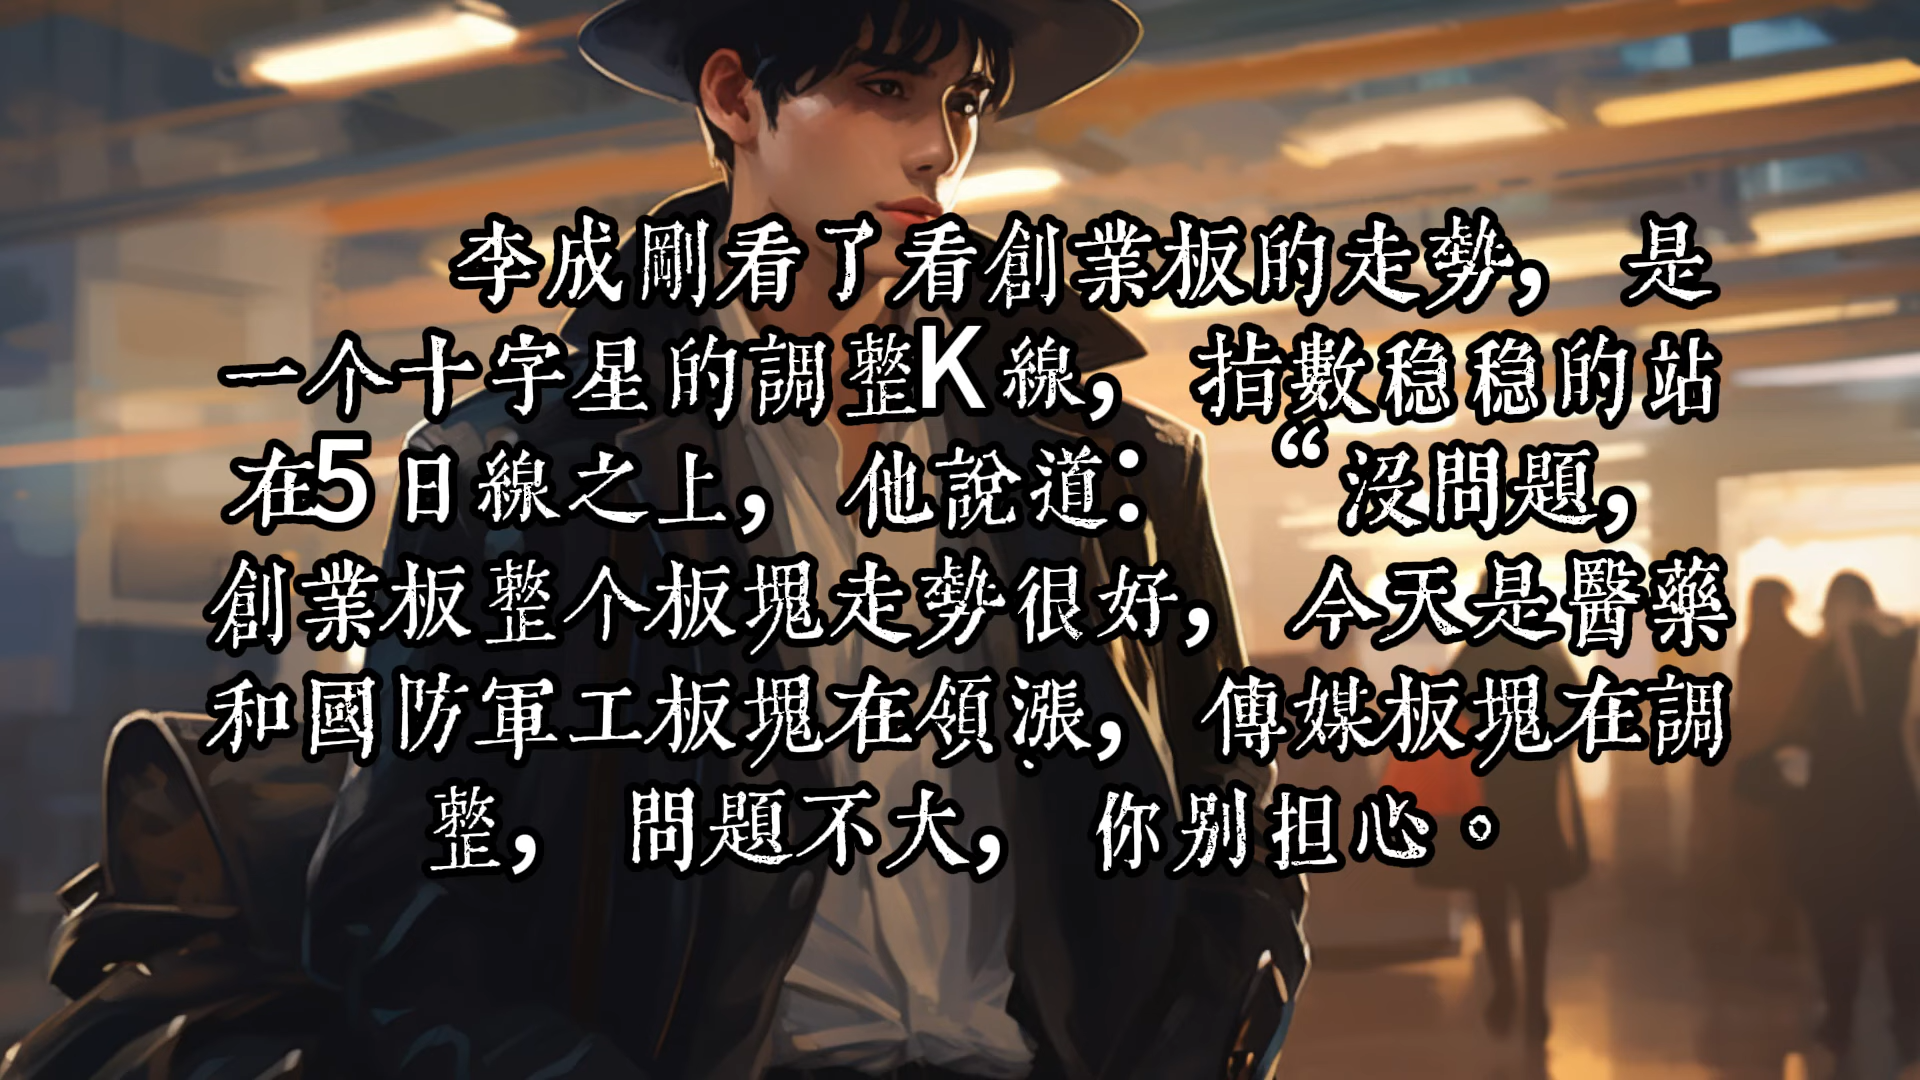 李成剛看了看創業板的走勢，是
一个十字星的調整K線，指數稳稳的站
在5日線之上，他說道：“沒問題，
創業板整个板塊走勢很好，今天是醫藥
和國防軍工板塊在領漲，傳媒板塊在調
整，問題不大，你别担心。